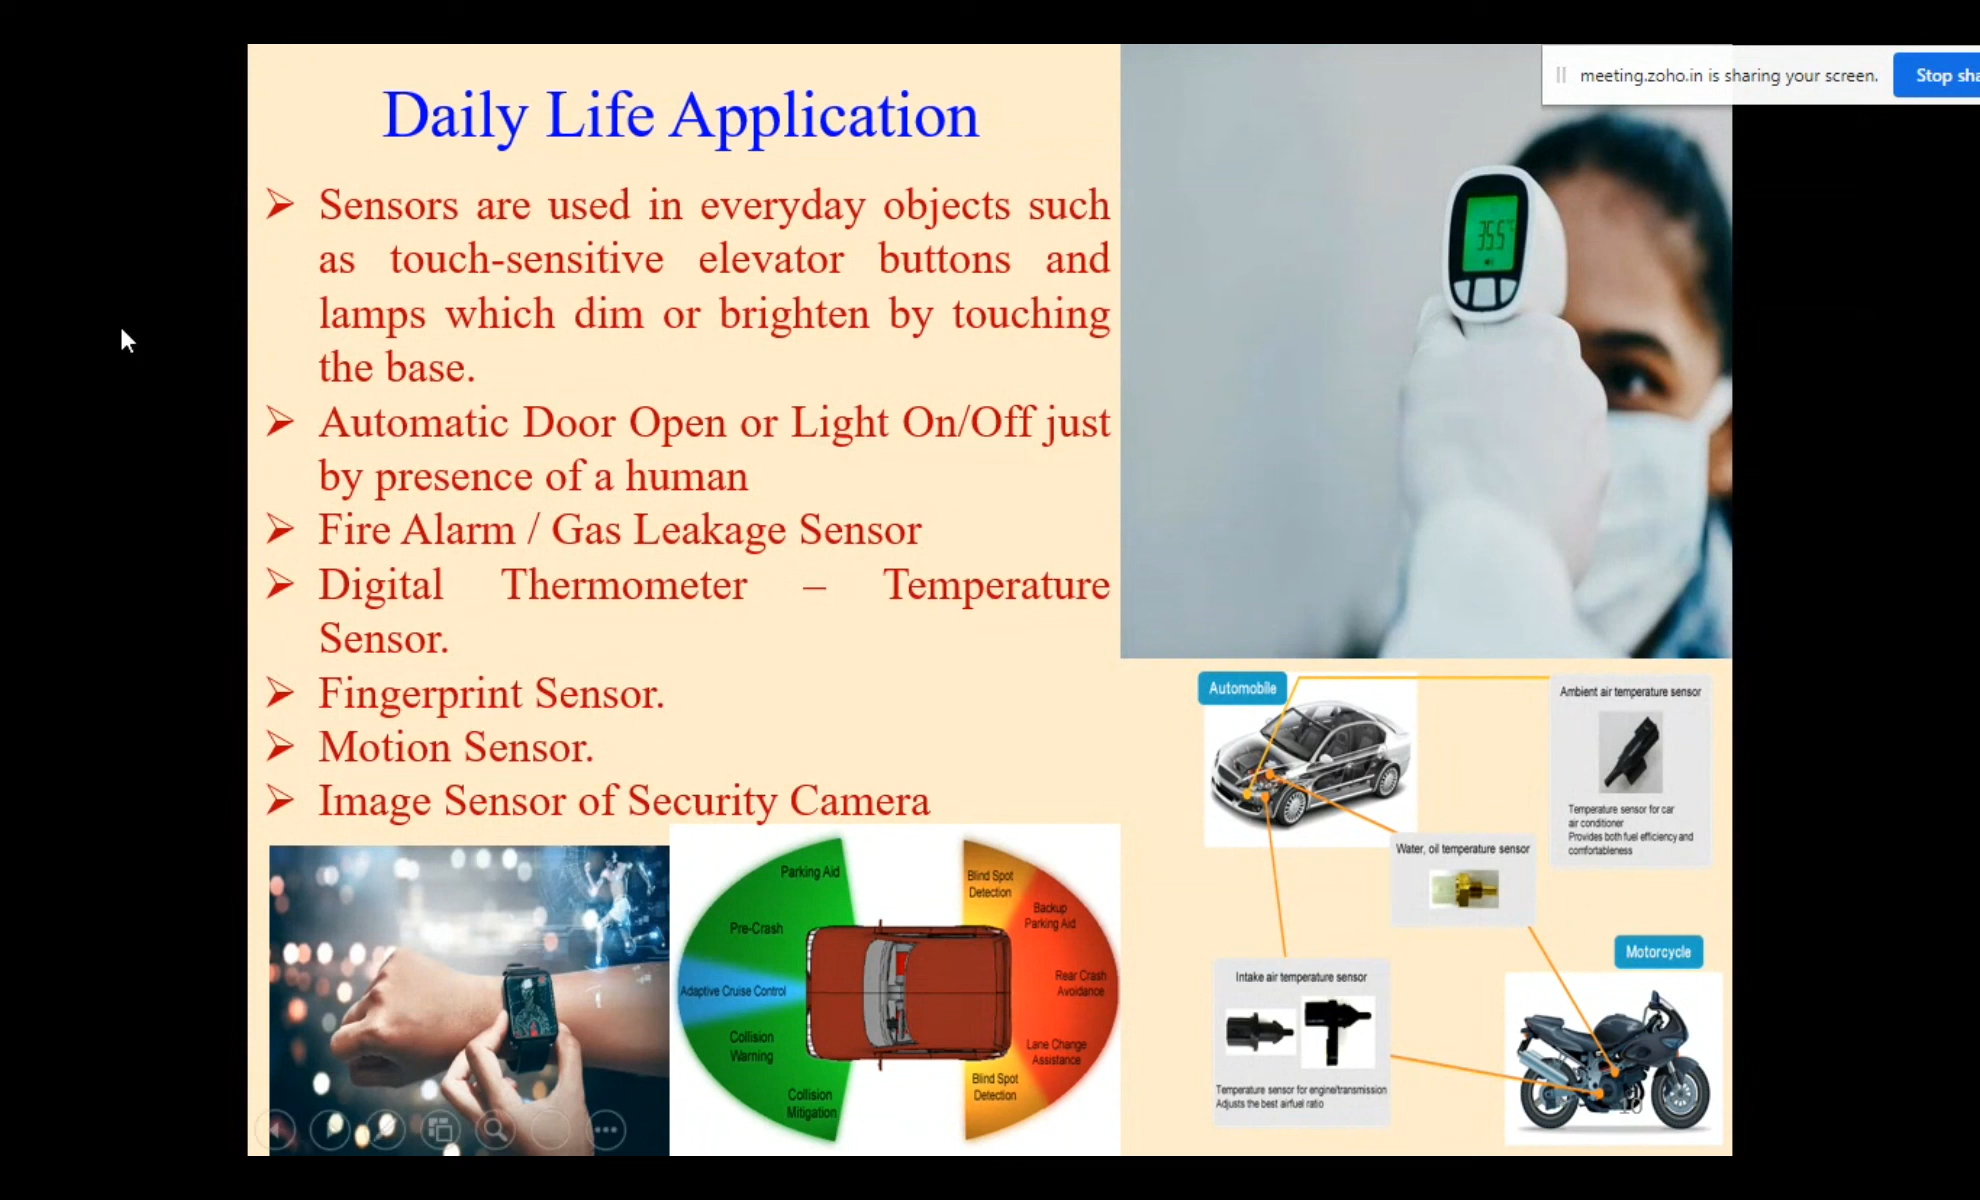 meeting.zoho.in is sharing your screen.
Daily Life Application
➢ Sensors are used in everyday objects such
as touch-sensitive elevator buttons and
lamps which dim or brighten by touching
the base.
➢ Automatic Door Open or Light On/Off just
by presence of a human
➢ Fire Alarm / Gas Leakage Sensor
➢ Digital Thermometer – Temperature
Sensor.
➢ Fingerprint Sensor.
➢ Motion Sensor.
➢ Image Sensor of Security Camera
35.5
Parking Aid
Pre-Crash
Adaptive Cruise Control
Collision
Warning
Collision
Mitigation
Blind Spot
Detection
Backup
Parking Aid
Rear Crash
Avoidance
Lane Change
Assistance
Blind Spot
Detection
Automobile
Ambient air temperature sensor
Temperature sensor for car
air conditioner
Provides both fuel efficiency and
comfortableness
Water, oil temperature sensor
Intake air temperature sensor
Temperature sensor for engine/transmission
Adjusts the best airfuel ratio
Motorcycle
10